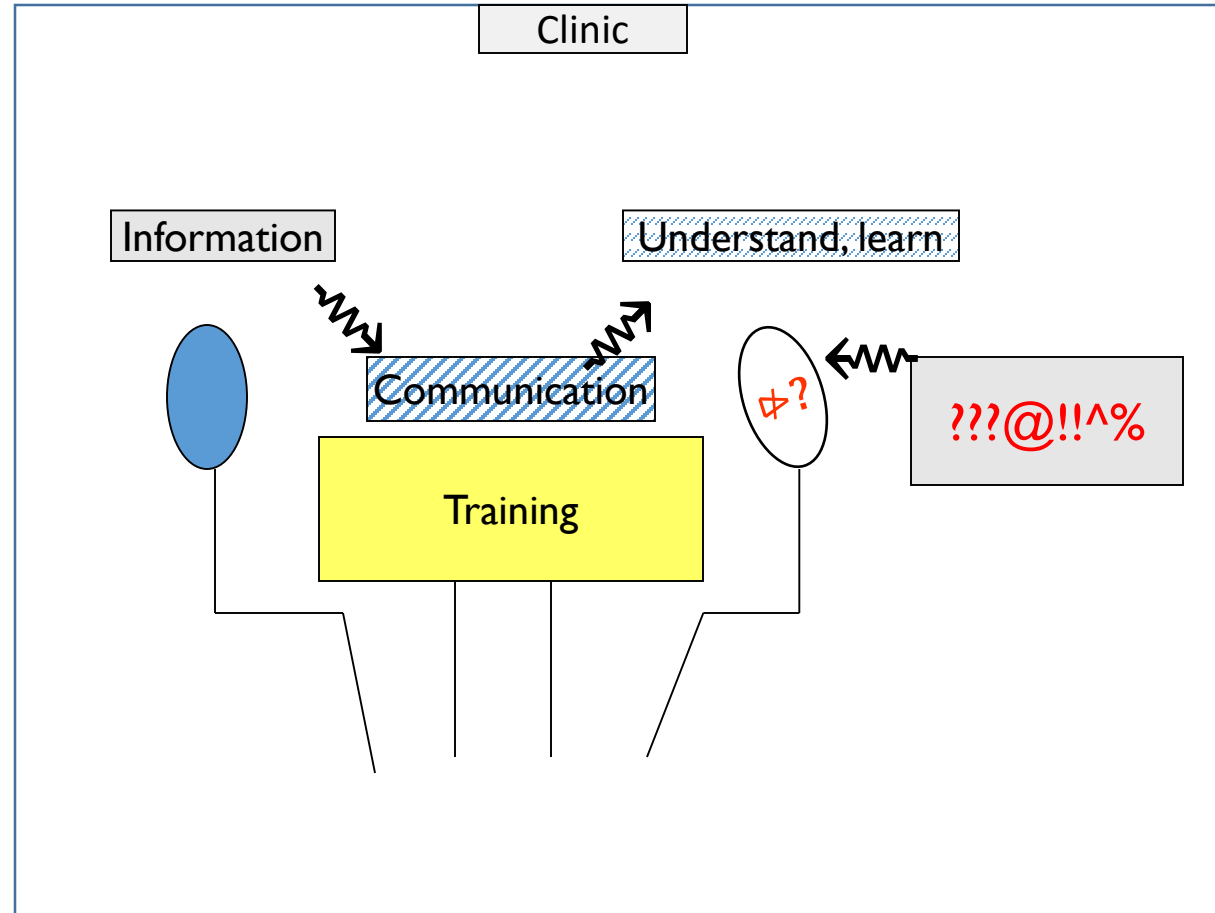 Clinic
Information
Understand, learn
Communication
?
???@!!^%
Training